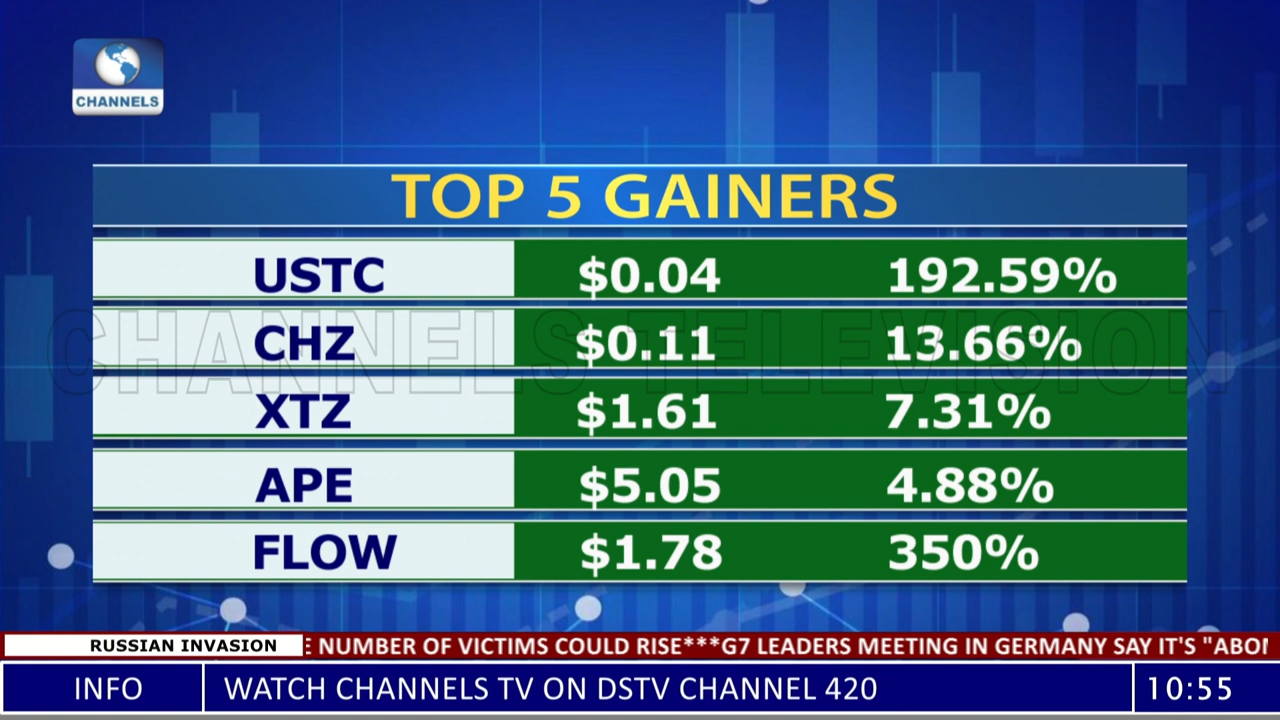 CHANNELS
TOP 5 GAINERS
USTC $0.04 192.59%
CHZ $0.11 13.66%
CHANNELS TELEVISION
XTZ $1.61 7.31%
APE $5.05 4.88%
FLOW $1.78 350%
RUSSIAN INVASION NUMBER OF VICTIMS COULD RISE***G7 LEADERS MEETING IN GERMANY SAY IT'S
INFO WATCH CHANNELS TV ON DSTV CHANNEL 420 10:55